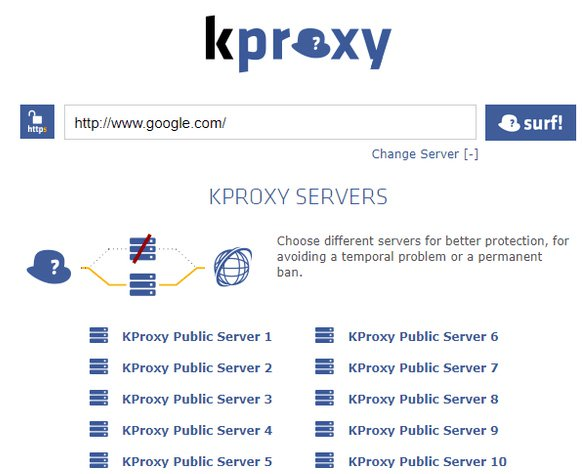 kproxy
https
http://www.google.com/
? surf!
Change Server [-]
KPROXY SERVERS
?
Choose different servers for better protection, for
avoiding a temporal problem or a permanent
ban.
KProxy Public Server 1
KProxy Public Server 2
KProxy Public Server 3
KProxy Public Server 4
KProxy Public Server 5
KProxy Public Server 6
KProxy Public Server 7
KProxy Public Server 8
KProxy Public Server 9
KProxy Public Server 10